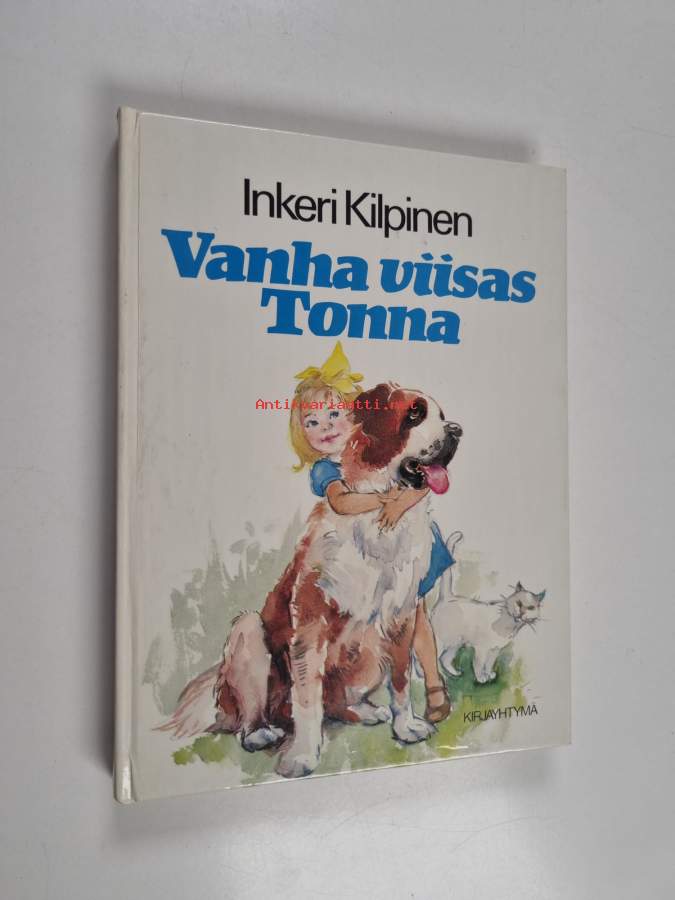 Inkeri Kilpinen
Vanha viisas
Tonna
Antikvariaatti.net
KIRJAYHTYMÄ